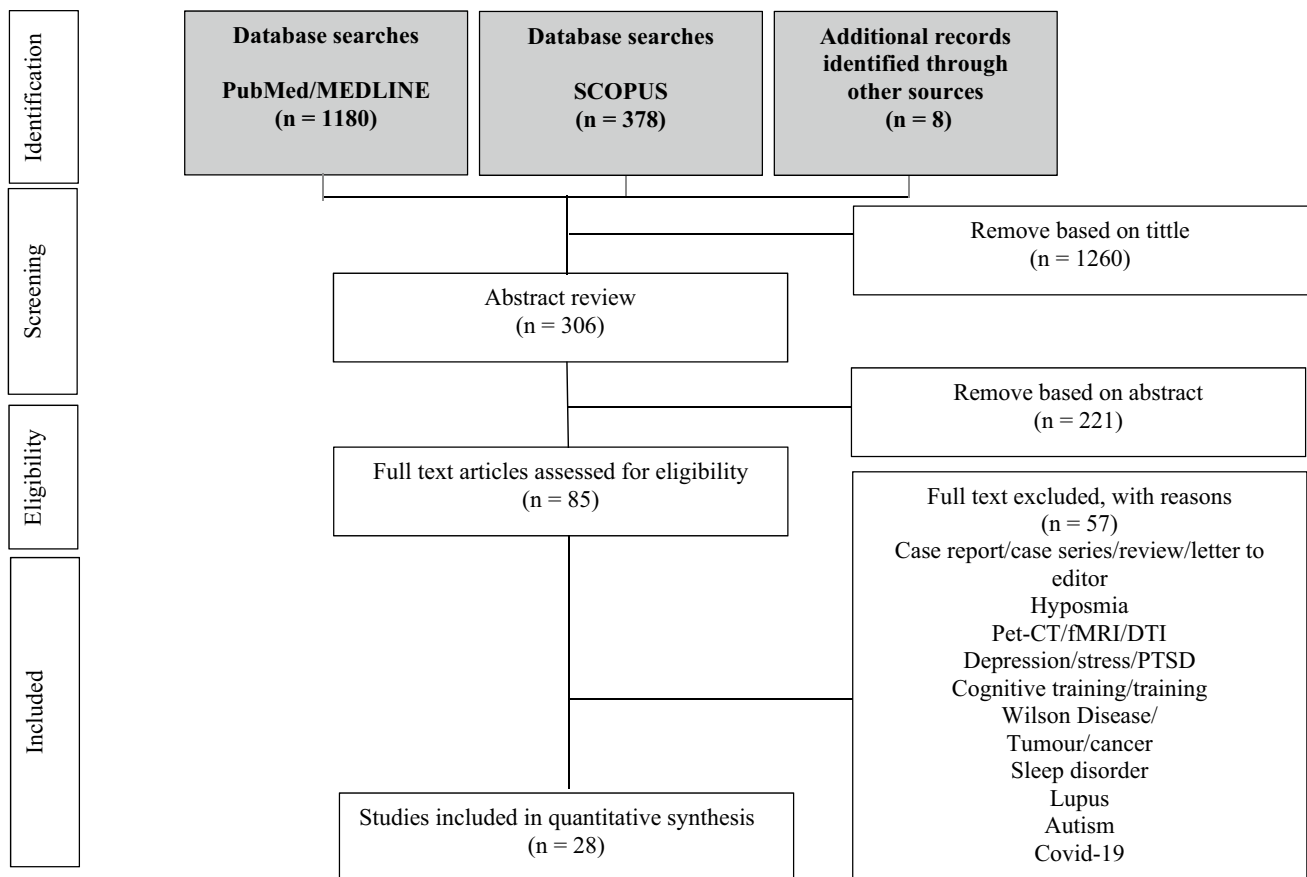 Identification
Database searches
PubMed/MEDLINE
(n = 1180)
Database searches
SCOPUS
(n = 378)
Additional records
identified through
other sources
(n = 8)
Screening
Remove based on tittle
(n = 1260)
Abstract review
(n = 306)
Remove based on abstract
(n = 221)
Eligibility
Full text articles assessed for eligibility
(n = 85)
Full text excluded, with reasons
(n = 57)
Case report/case series/review/letter to
editor
Hyposmia
Pet-CT/fMRI/DTI
Depression/stress/PTSD
Cognitive training/training
Wilson Disease/
Tumour/cancer
Sleep disorder
Lupus
Autism
Covid-19
Included
Studies included in quantitative synthesis
(n = 28)